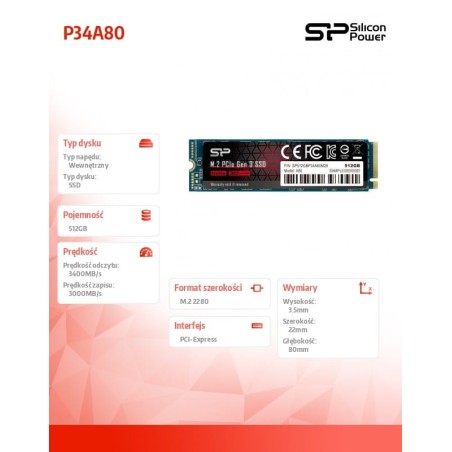 P34A80
SP Silicon
Power
Typ dysku
Typ napędu:
Wewnętrzny
Typ dysku:
SSD
Pojemność
512GB
Prędkość
Prędkość odczytu:
3400MB/s
Prędkość zapisu:
3000MB/s
SP
M.2 PCIe Gen 3 SSD
512GB
Format szerokości
M.2 2280
Interfejs
PCI-Express
Wymiary
Y
X
Wysokość:
3.5mm
Szerokość:
22mm
Głębokość:
80mm